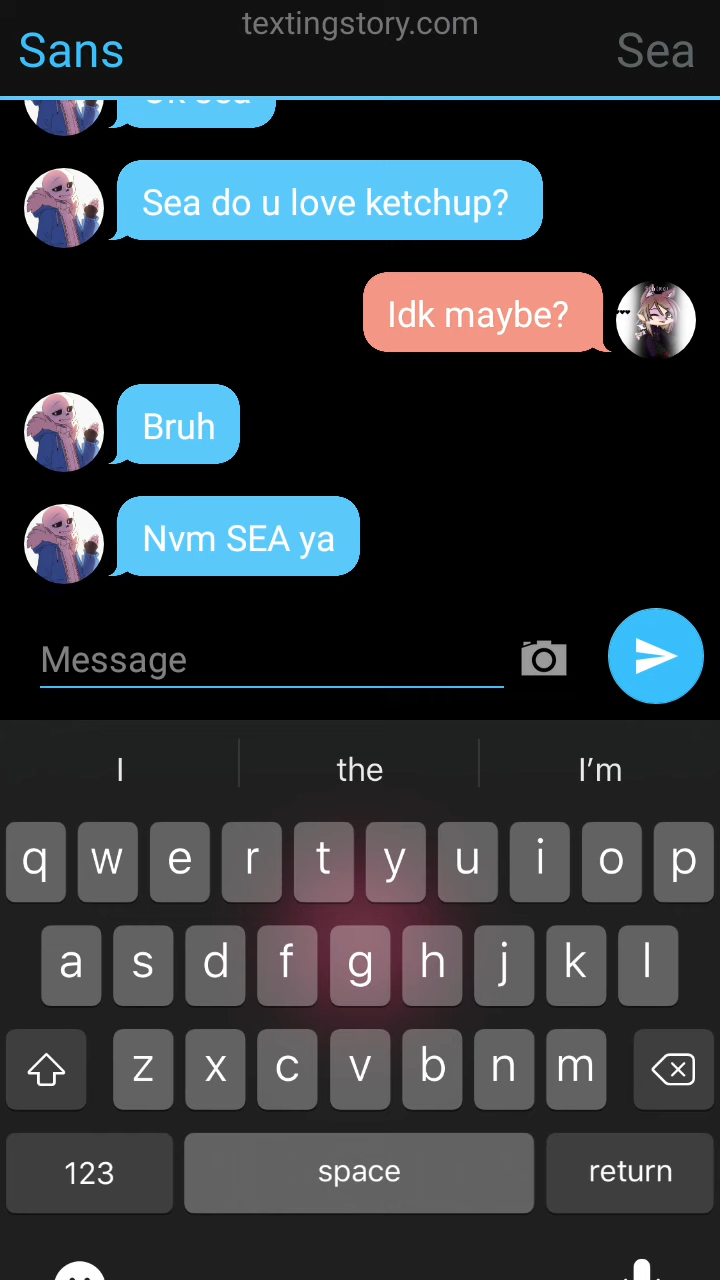 textingstory.com
Sans
Sea
Sea do u love ketchup?
Idk maybe?
Bruh
Nvm SEA ya
Message
I the I’m
q w e r t y u i o p
a s d f g h j k l
z x c v b n m
123 space return